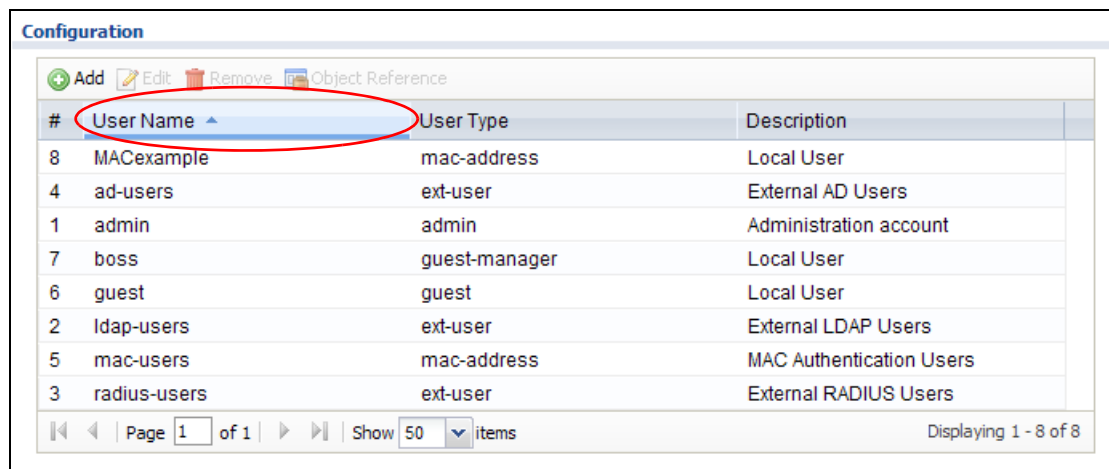 Configuration
Add Edit Remove Object Reference
# User Name User Type Description
8 MACexample mac-address Local User
4 ad-users ext-user External AD Users
1 admin admin Administration account
7 boss guest-manager Local User
6 guest guest Local User
2 ldap-users ext-user External LDAP Users
5 mac-users mac-address MAC Authentication Users
3 radius-users ext-user External RADIUS Users
Page 1 of 1 Show 50 items Displaying 1 - 8 of 8